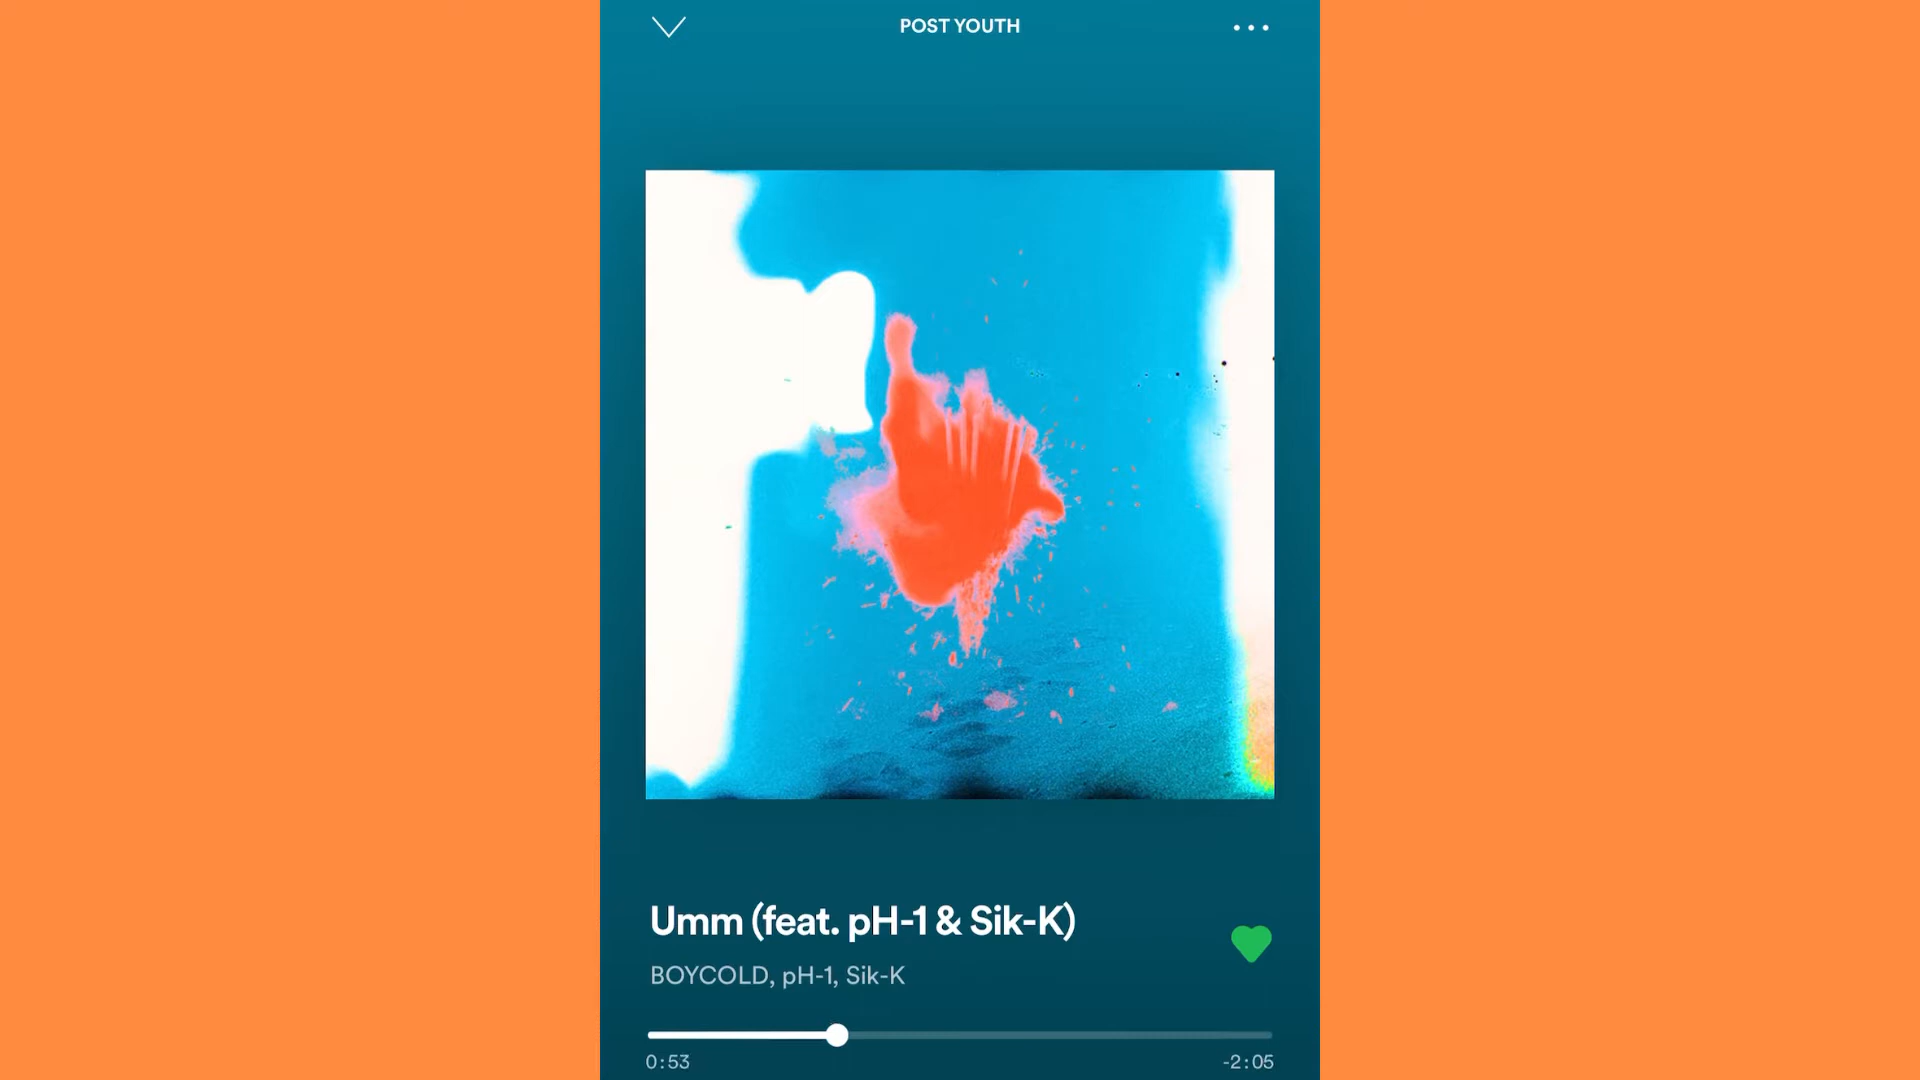 POST YOUTH
Umm (feat. pH-1 & Sik-K)
BOYCOLD, pH-1, Sik-K
0:53
-2:05